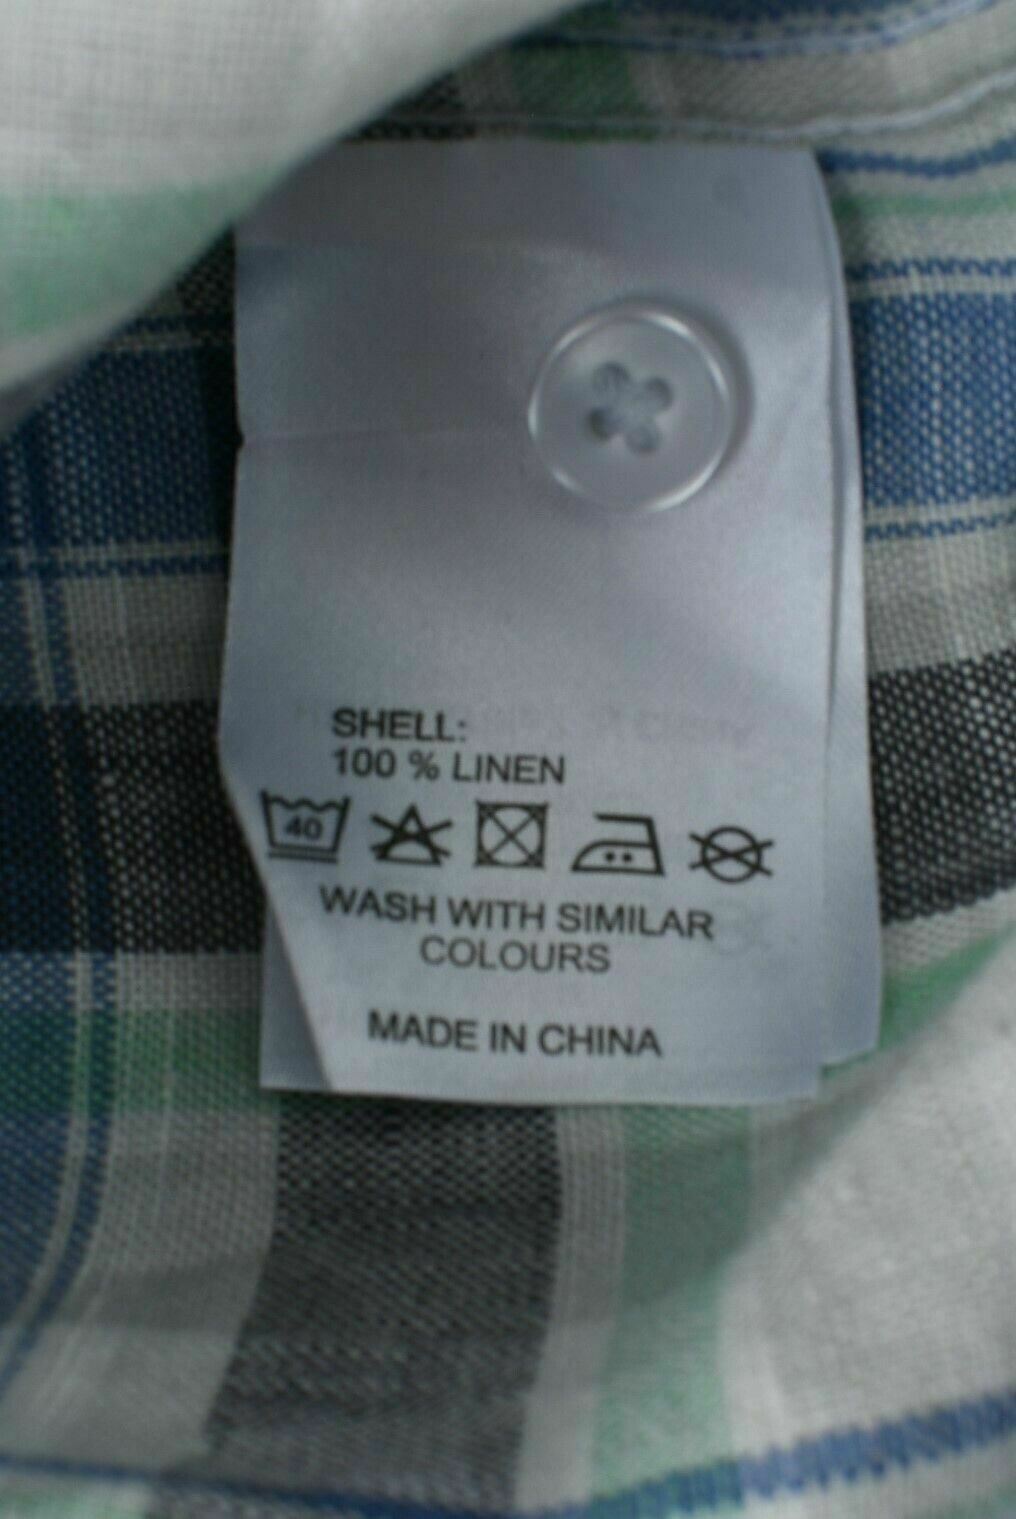 SHELL:
100 % LINEN
40
WASH WITH SIMILAR
COLOURS
MADE IN CHINA